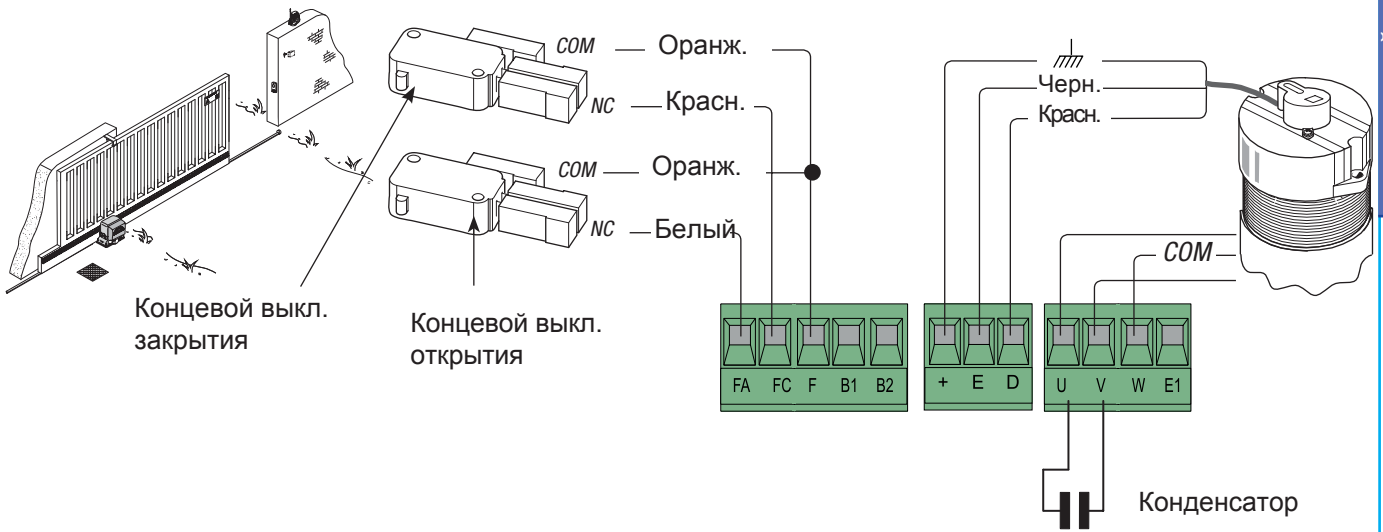 COM Оранж.
NC Красн.
COM Оранж.
NC Белый
Концевой выкл.
закрытия
Концевой выкл.
открытия
Черн.
Красн.
COM
FA FC F B1 B2
+ E D
U V W E1
Конденсатор